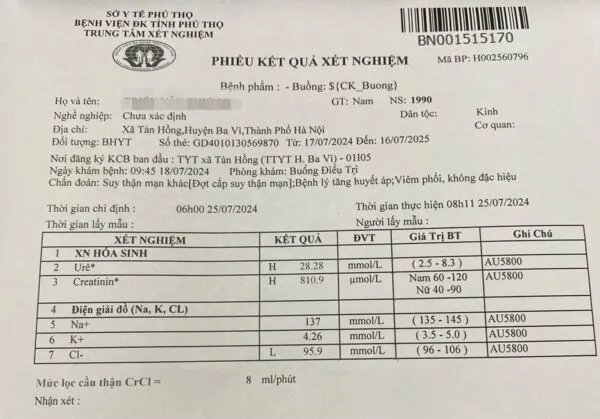 SỞ Y TẾ PHÚ THỌ
BỆNH VIỆN ĐK TỈNH PHÚ THỌ
TRUNG TÂM XÉT NGHIỆM
BN001515170
PHIẾU KẾT QUẢ XÉT NGHIỆM
Mã BP: H002560796
Bệnh phẩm : - Buồng: ${CK_Buong}
Họ và tên: GT: Nam NS: 1990
Nghề nghiệp: Chưa xác định Dân tộc: Kinh
Địa chỉ: Xã Tản Hồng,Huyện Ba Vì,Thành Phố Hà Nội Cơ quan:
Đối tượng: BHYT Số thẻ: GD4010130569870 Từ: 17/07/2024 Đến: 16/07/2025
Nơi đăng ký KCB ban đầu : TYT xã Tản Hồng (TTYT H. Ba Vì) - 01I05
Ngày khám bệnh: 09:45 18/07/2024 Phòng khám: Buồng Điều Trị
Chẩn đoán: Suy thận mạn khác[Đợt cấp suy thận mạn];Bệnh lý tăng huyết áp;Viêm phổi, không đặc hiệu
Thời gian chỉ định : 06h00 25/07/2024 Thời gian thực hiện 08h11 25/07/2024
Thời gian lấy mẫu : Người lấy mẫu:
XÉT NGHIỆM KẾT QUẢ ĐVT Giá Trị BT Ghi Chú
1 XN HÓA SINH
2 Urê* H 28.28 mmol/L ( 2.5 - 8.3 ) AU5800
3 Creatinin* H 810.9 µmol/L Nam 60 -120 AU5800
Nữ 40 -90
4 Điện giải đồ (Na, K, CL)
5 Na+ 137 mmol/L (135 - 145 ) AU5800
6 K+ 4.26 mmol/L ( 3.5 - 5.0 ) AU5800
7 Cl- L 95.9 mmol/L ( 96 - 106 ) AU5800
Mức lọc cầu thận CrCl = 8 ml/phút
Nhận xét :